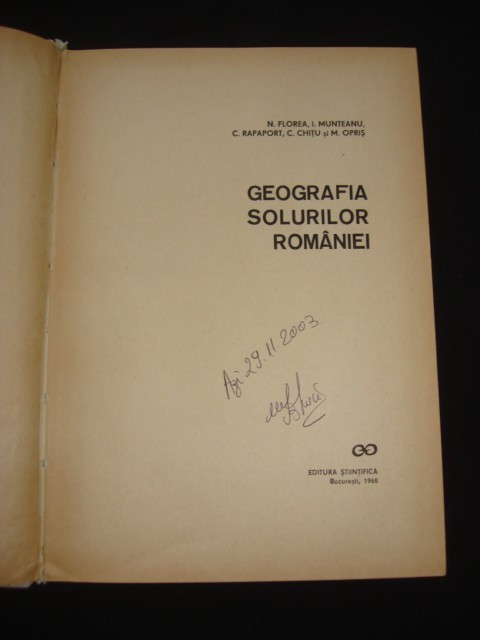 N. FLOREA, I. MUNTEANU,
C. RAPAPORT, C. CHIȚU și M. OPRIȘ
GEOGRAFIA
SOLURILOR
ROMÂNIEI
Azi 29.11.2003
EDITURA ȘTIINȚIFICA
București, 1968